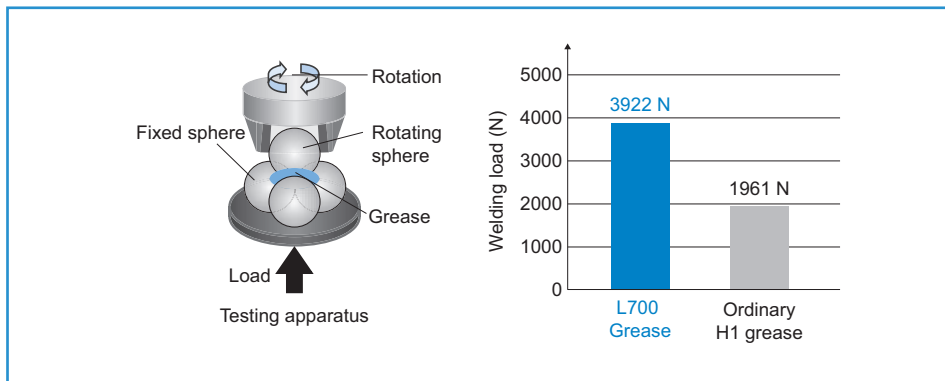 Rotation
Fixed sphere
Rotating
sphere
Grease
Load
Testing apparatus
Welding load (N)
5000
4000
3000
2000
1000
0
3922 N
1961 N
L700
Grease
Ordinary
H1 grease